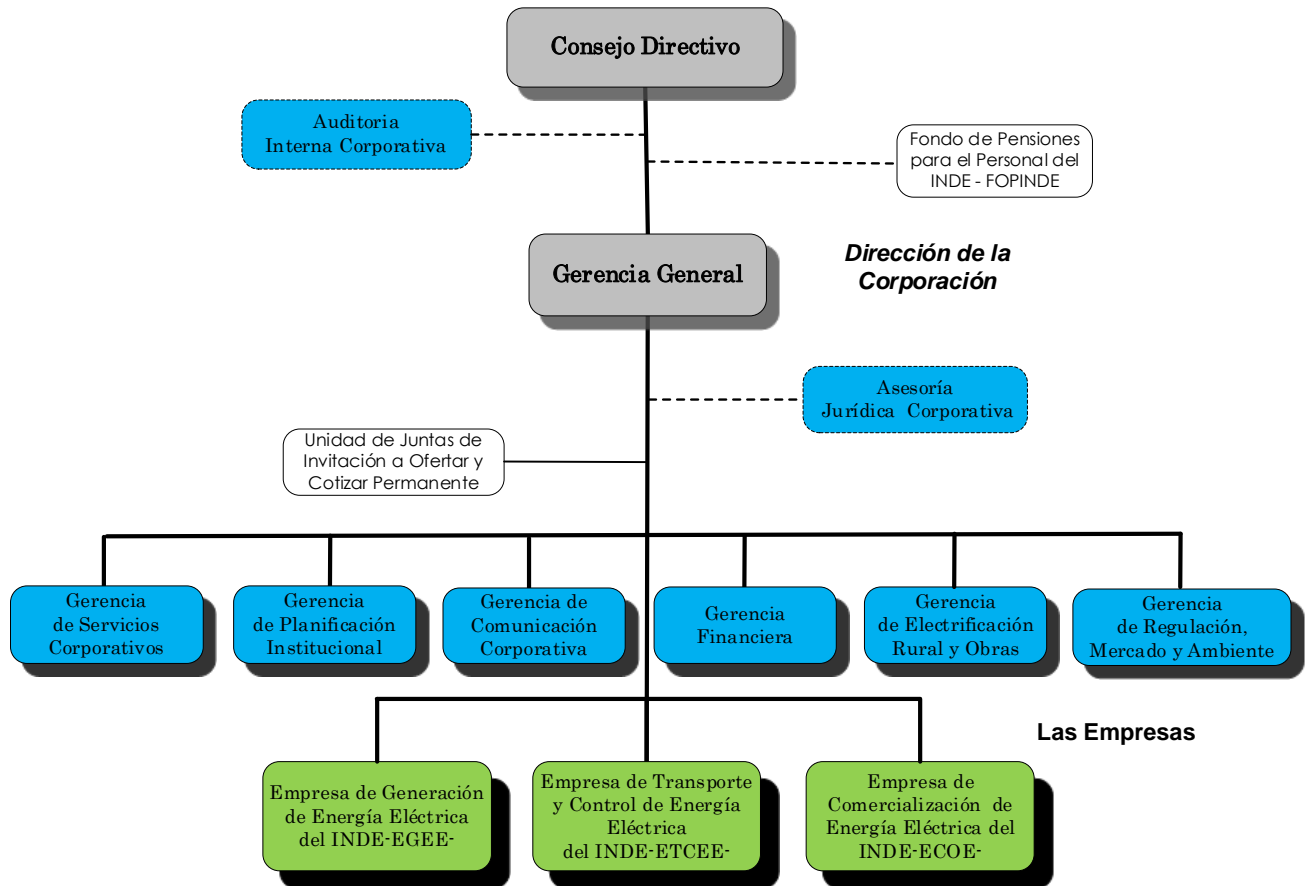 Consejo Directivo
Auditoria
Interna Corporativa
Fondo de Pensiones
para el Personal del
INDE - FOPINDE
Gerencia General
Dirección de la
Corporación
Asesoría
Jurídica Corporativa
Unidad de Juntas de
Invitación a Ofertar y
Cotizar Permanente
Gerencia
de Servicios
Corporativos
Gerencia
de Planificación
Institucional
Gerencia de
Comunicación
Corporativa
Gerencia
Financiera
Gerencia
de Electrificación
Rural y Obras
Gerencia
de Regulación,
Mercado y Ambiente
Las Empresas
Empresa de Generación
de Energía Eléctrica
del INDE-EGEE-
Empresa de Transporte
y Control de Energía
Eléctrica
del INDE-ETCEE-
Empresa de
Comercialización de
Energía Eléctrica del
INDE-ECOE-